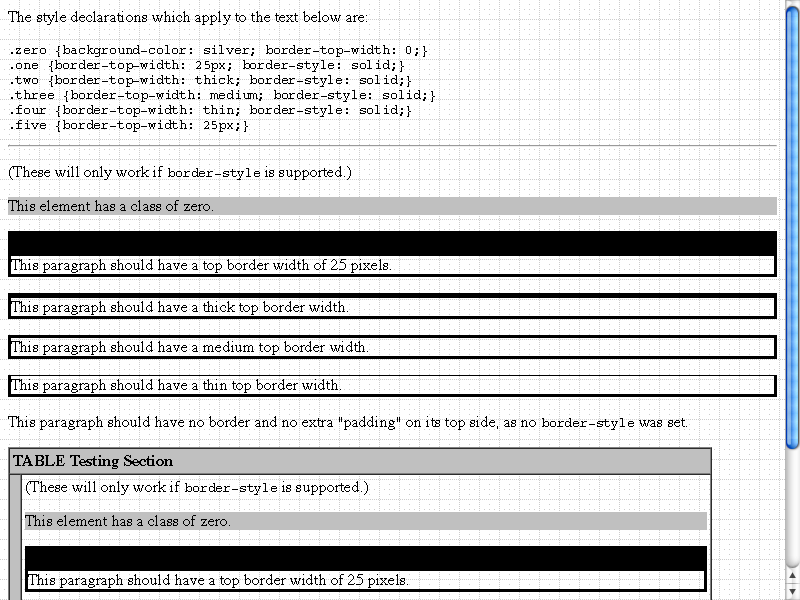 The style declarations which apply to the text below are:
.zero {background-color: silver; border-top-width: 0;}
.one {border-top-width: 25px; border-style: solid;}
.two {border-top-width: thick; border-style: solid;}
.three {border-top-width: medium; border-style: solid;}
.four {border-top-width: thin; border-style: solid;}
.five {border-top-width: 25px;}
(These will only work if border-style is supported.)
This element has a class of zero.
This paragraph should have a top border width of 25 pixels.
This paragraph should have a thick top border width.
This paragraph should have a medium top border width.
This paragraph should have a thin top border width.
This paragraph should have no border and no extra "padding" on its top side, as no border-style was set.
TABLE Testing Section
(These will only work if border-style is supported.)
This element has a class of zero.
This paragraph should have a top border width of 25 pixels.